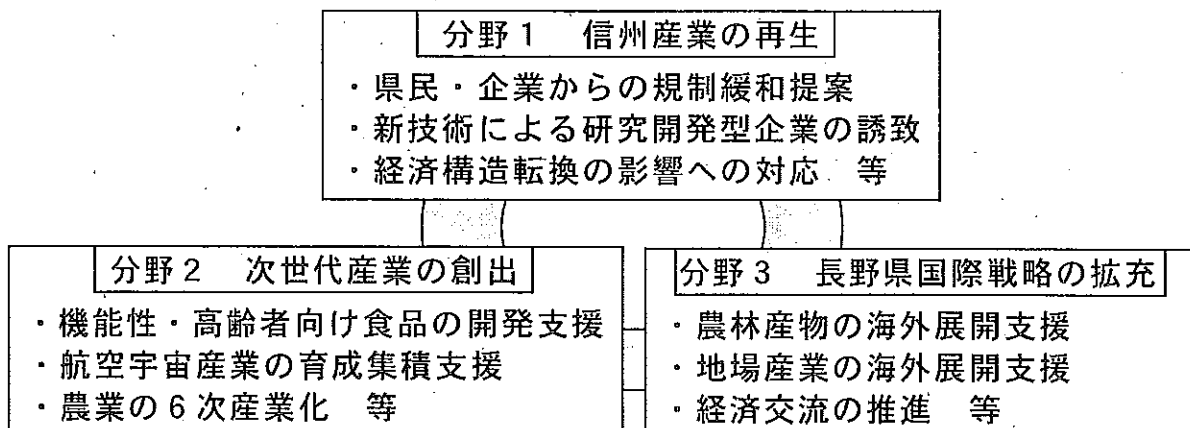 分野1 信州産業の再生
・県民・企業からの規制緩和提案
・新技術による研究開発型企業の誘致
・経済構造転換の影響への対応 等
分野2 次世代産業の創出
・機能性・高齢者向け食品の開発支援
・航空宇宙産業の育成集積支援
・農業の6次産業化 等
分野3 長野県国際戦略の拡充
・農林産物の海外展開支援
・地場産業の海外展開支援
・経済交流の推進 等